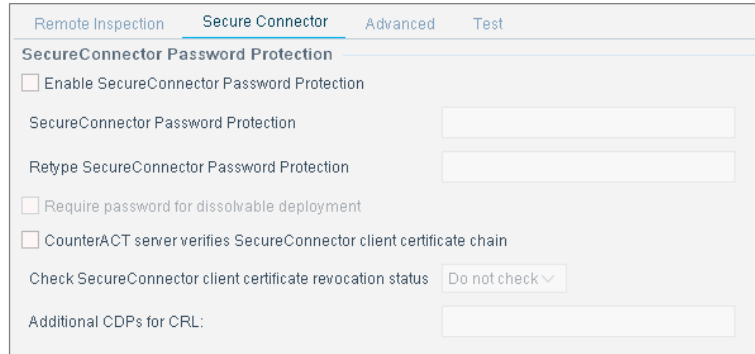 Remote Inspection Secure Connector Advanced Test
SecureConnector Password Protection
Enable SecureConnector Password Protection
SecureConnector Password Protection
Retype SecureConnector Password Protection
Require password for dissolvable deployment
CounterACT server verifies SecureConnector client certificate chain
Check SecureConnector client certificate revocation status Do not check
Additional CDPs for CRL: